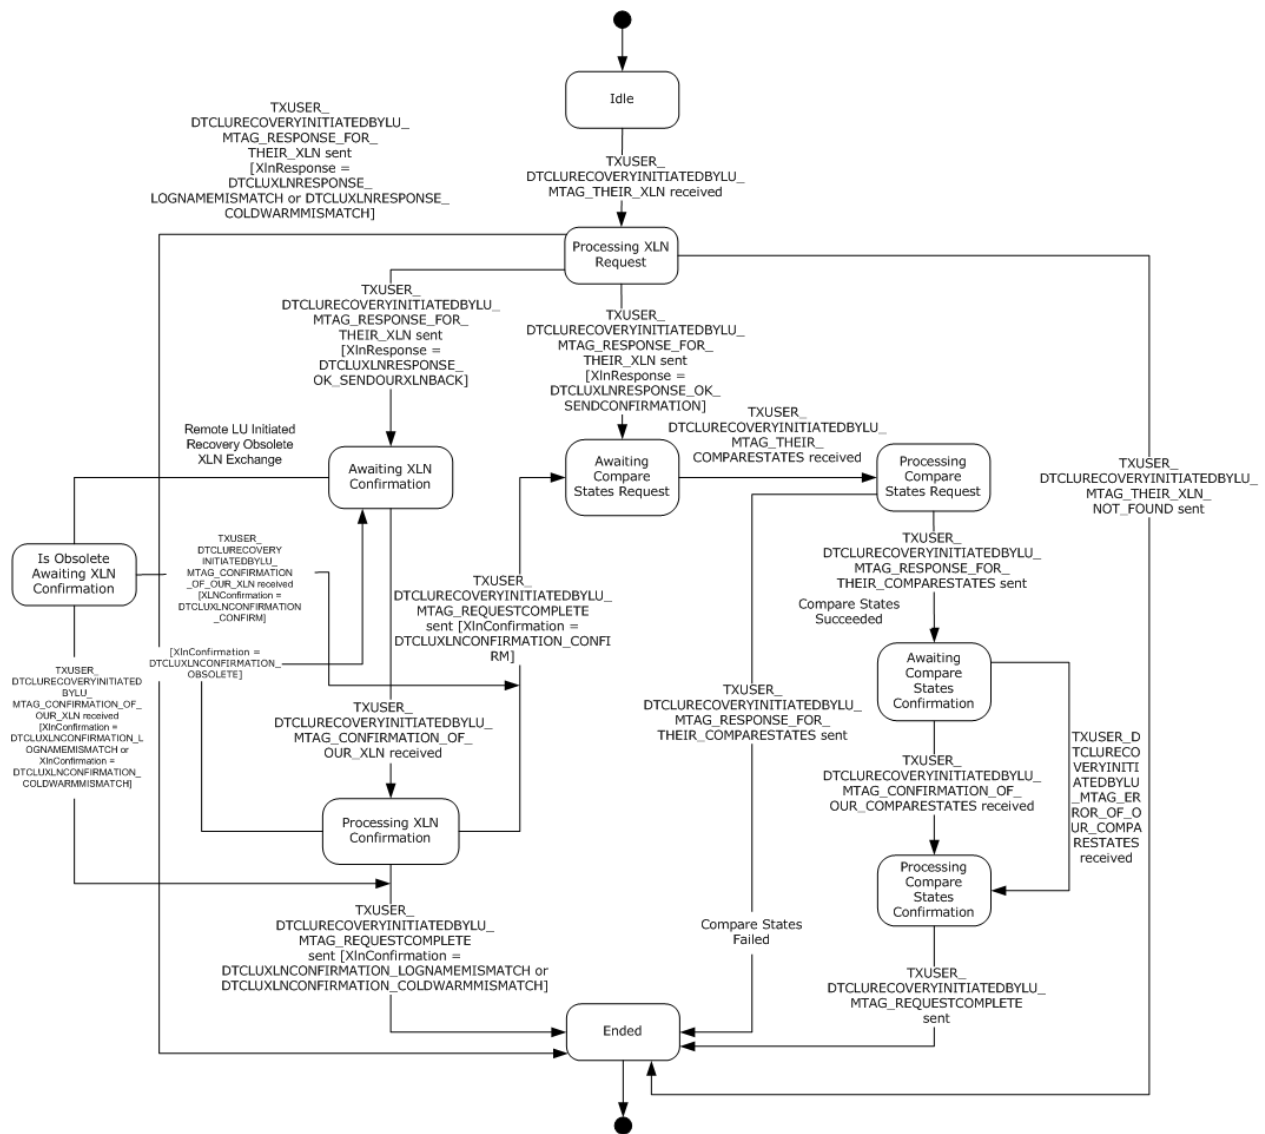 Idle
TXUSER_
DTCLURECOVERYINITIATEDBYLU_
MTAG_THEIR_XLN received
TXUSER_
DTCLURECOVERYINITIATEDBYLU_
MTAG_RESPONSE_FOR_
THEIR_XLN sent
[XlnResponse =
DTCLUXLNRESPONSE_
LOGNAMEMISMATCH or DTCLUXLNRESPONSE_
COLDWARMMISMATCH]
Processing XLN
Request
TXUSER_
DTCLURECOVERYINITIATEDBYLU_
MTAG_RESPONSE_FOR_
THEIR_XLN sent
[XlnResponse =
DTCLUXLNRESPONSE_
OK_SENDOURXLNBACK]
TXUSER_
DTCLURECOVERYINITIATEDBYLU_
MTAG_RESPONSE_FOR_
THEIR_XLN sent
[XlnResponse =
DTCLUXLNRESPONSE_OK_
SENDCONFIRMATION]
TXUSER_
DTCLURECOVERYINITIATEDBYLU_
MTAG_THEIR_
COMPARESTATES received
TXUSER_
DTCLURECOVERYINITIATEDBYLU_
MTAG_THEIR_XLN_
NOT_FOUND sent
Remote LU Initiated
Recovery Obsolete
XLN Exchange
Awaiting XLN
Confirmation
Awaiting
Compare
States Request
Processing
Compare
States Request
Is Obsolete
Awaiting XLN
Confirmation
TXUSER_
DTCLURECOVERY
INITIATEDBYLU_
MTAG_CONFIRMATION
_OF_OUR_XLN received
[XLNConfirmation =
DTCLUXLNCONFIRMATION
_CONFIRM]
TXUSER_
DTCLURECOVERYINITIATEDBYLU_
MTAG_REQUESTCOMPLETE
sent [XlnConfirmation =
DTCLUXLNCONFIRMATION_CONFI
RM]
TXUSER_
DTCLURECOVERYINITIATEDBYLU_
MTAG_RESPONSE_FOR_
THEIR_COMPARESTATES sent
Compare States
Succeeded
[XlnConfirmation =
DTCLUXLNCONFIRMATION_
OBSOLETE]
TXUSER_
DTCLURECOVERYINITIATED
BYLU_
MTAG_CONFIRMATION_OF_
OUR_XLN received
[XlnConfirmation =
DTCLUXLNCONFIRMATION_L
OGNAMEMISMATCH or
XlnConfirmation =
DTCLUXLNCONFIRMATION_
COLDWARMMISMATCH]
TXUSER_
DTCLURECOVERYINITIATEDBYLU_
MTAG_CONFIRMATION_OF_
OUR_XLN received
TXUSER_
DTCLURECOVERYINITIATEDBYLU_
MTAG_RESPONSE_FOR_
THEIR_COMPARESTATES sent
Awaiting
Compare
States
Confirmation
TXUSER_D
TCLURECO
VERYINITI
ATEDBYLU
_MTAG_ER
ROR_OF_O
UR_COMPA
RESTATES
received
TXUSER_
DTCLURECOVERYINITIATEDBYLU_
MTAG_CONFIRMATION_OF_
OUR_COMPARESTATES received
Processing XLN
Confirmation
Processing
Compare
States
Confirmation
TXUSER_
DTCLURECOVERYINITIATEDBYLU_
MTAG_REQUESTCOMPLETE
sent [XlnConfirmation =
DTCLUXLNCONFIRMATION_LOGNAMEMISMATCH or
DTCLUXLNCONFIRMATION_COLDWARMMISMATCH]
Compare States
Failed
TXUSER_
DTCLURECOVERYINITIATEDBYLU_
MTAG_REQUESTCOMPLETE
sent
Ended